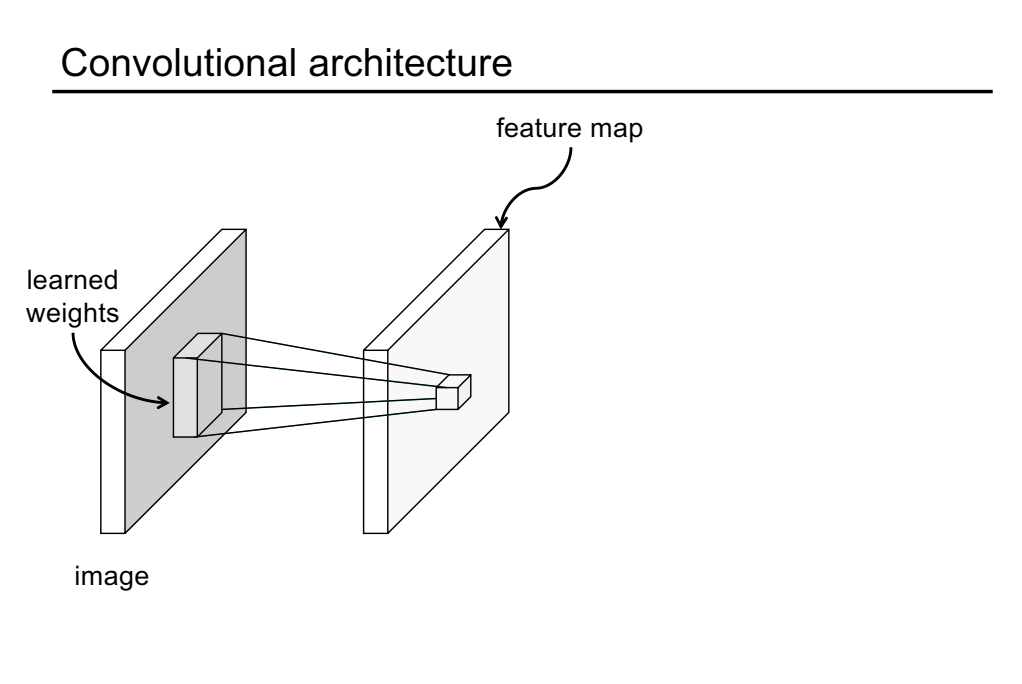 Convolutional architecture
feature map
learned
weights
image